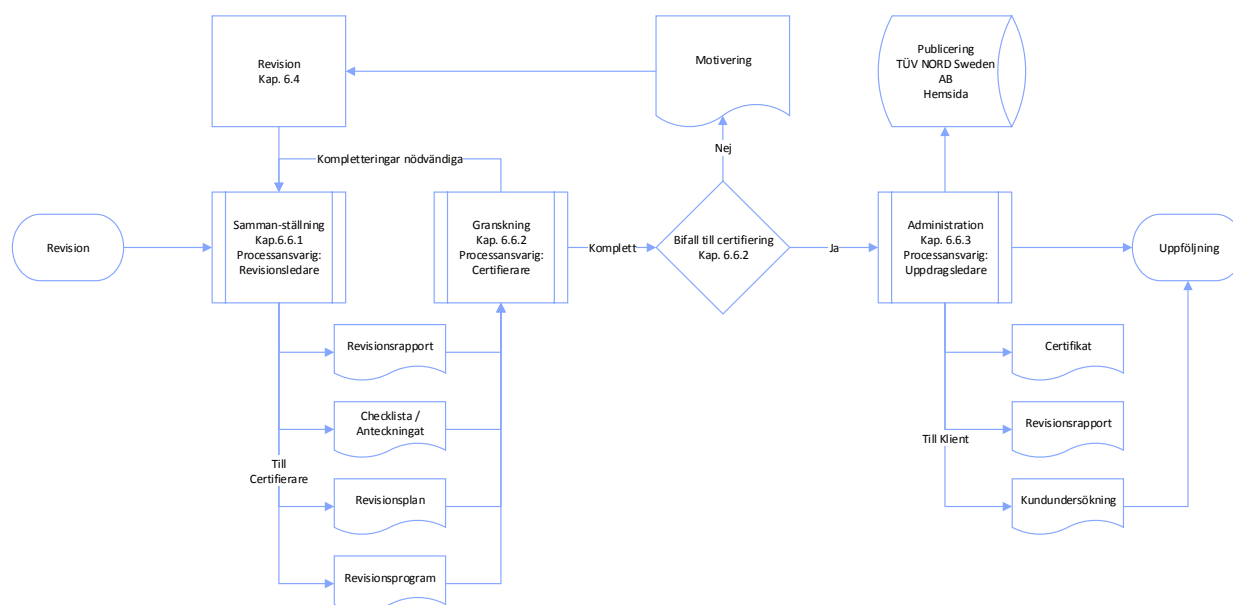 Revision
Kap. 6.4
Motivering
Publicering
TÜV NORD Sweden
AB
Hemsida
Nej
Kompletteringar nödvändiga
Revision
Samman-ställning
Kap.6.6.1
Processansvarig:
Revisionsledare
Granskning
Kap. 6.6.2
Processansvarig:
Certifierare
Komplett
Bifall till certifiering
Kap. 6.6.2
Ja
Administration
Kap. 6.6.3
Processansvarig:
Uppdragsledare
Uppföljning
Revisionsrapport
Checklista /
Anteckningat
Till
Certifierare
Revisionsplan
Revisionsprogram
Certifikat
Revisionsrapport
Till Klient
Kundundersökning